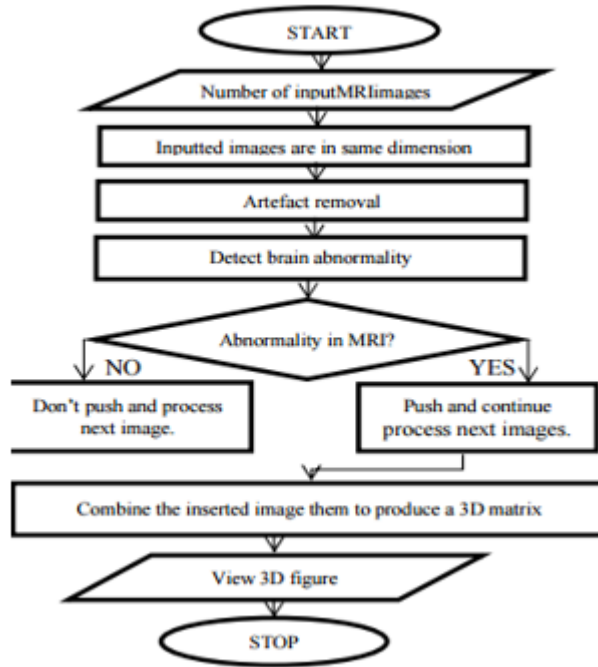 START
Number of inputMRIimages
Inputted images are in same dimension
Artefact removal
Detect brain abnormality
Abnormality in MRI?
NO
YES
Don't push and process
next image.
Push and continue
process next images.
Combine the inserted image them to produce a 3D matrix
View 3D figure
STOP